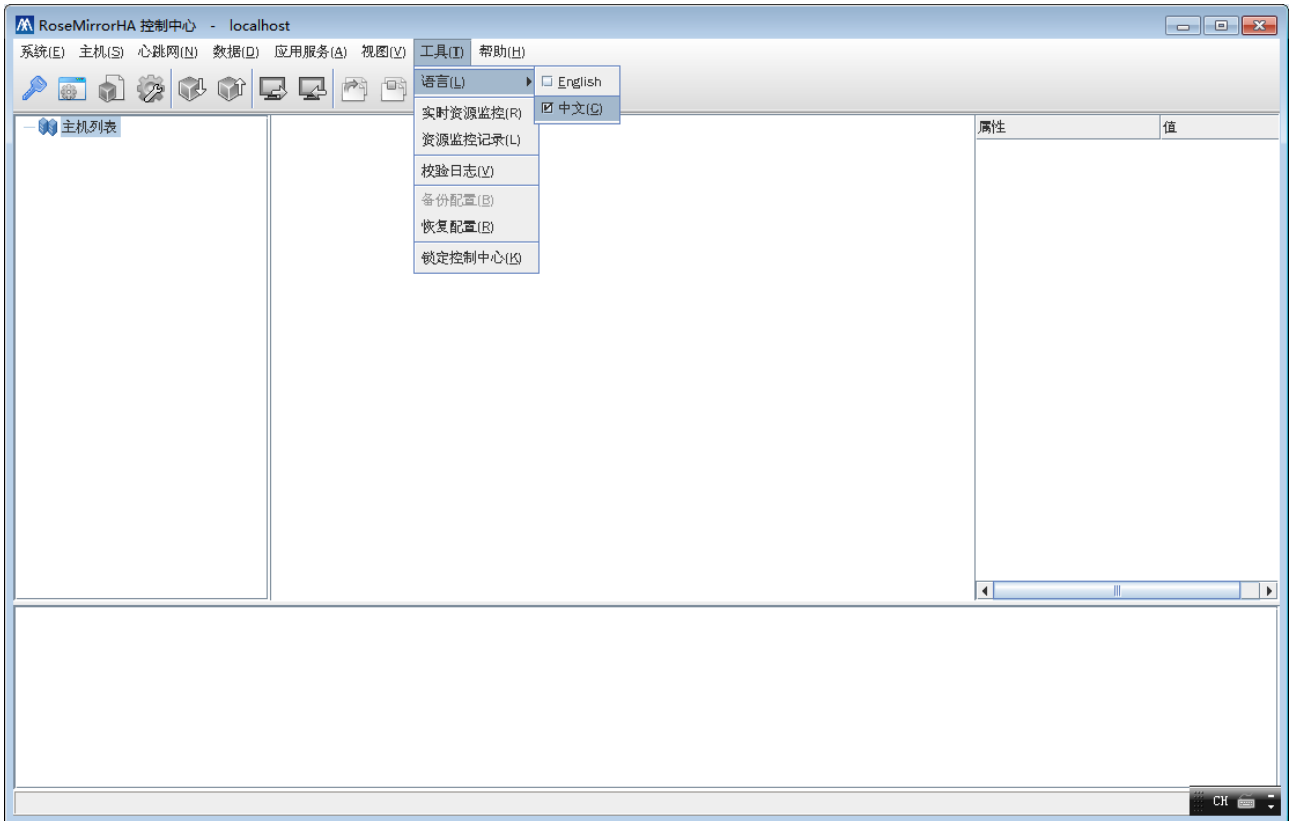 RoseMirrorHA 控制中心 - localhost
系统(E) 主机(S) 心跳网(N) 数据(D) 应用服务(A) 视图(V) 工具(T) 帮助(H)
语言(L)
English
中文(C)
实时资源监控(R)
资源监控记录(L)
校验日志(V)
备份配置(B)
恢复配置(R)
锁定控制中心(K)
主机列表
属性 值
CH